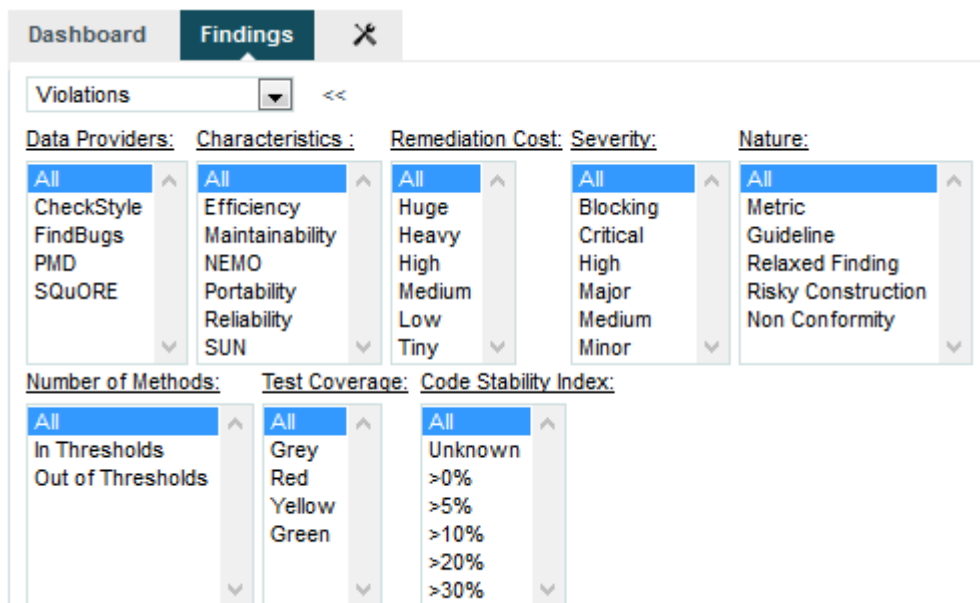 Dashboard
Findings
Violations
<<
Data Providers:
All
CheckStyle
FindBugs
PMD
SQuORE
Characteristics :
All
Efficiency
Maintainability
NEMO
Portability
Reliability
SUN
Remediation Cost:
All
Huge
Heavy
High
Medium
Low
Tiny
Severity:
All
Blocking
Critical
High
Major
Medium
Minor
Nature:
All
Metric
Guideline
Relaxed Finding
Risky Construction
Non Conformity
Number of Methods:
All
In Thresholds
Out of Thresholds
Test Coverage:
All
Grey
Red
Yellow
Green
Code Stability Index:
All
Unknown
>0%
>5%
>10%
>20%
>30%